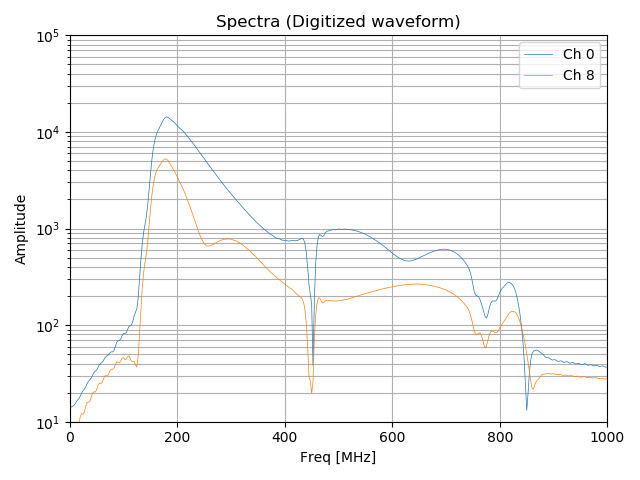 Spectra (Digitized waveform)
Ch 0
Ch 8
Amplitude
10^5
10^4
10^3
10^2
10^1
0 200 400 600 800 1000
Freq [MHz]